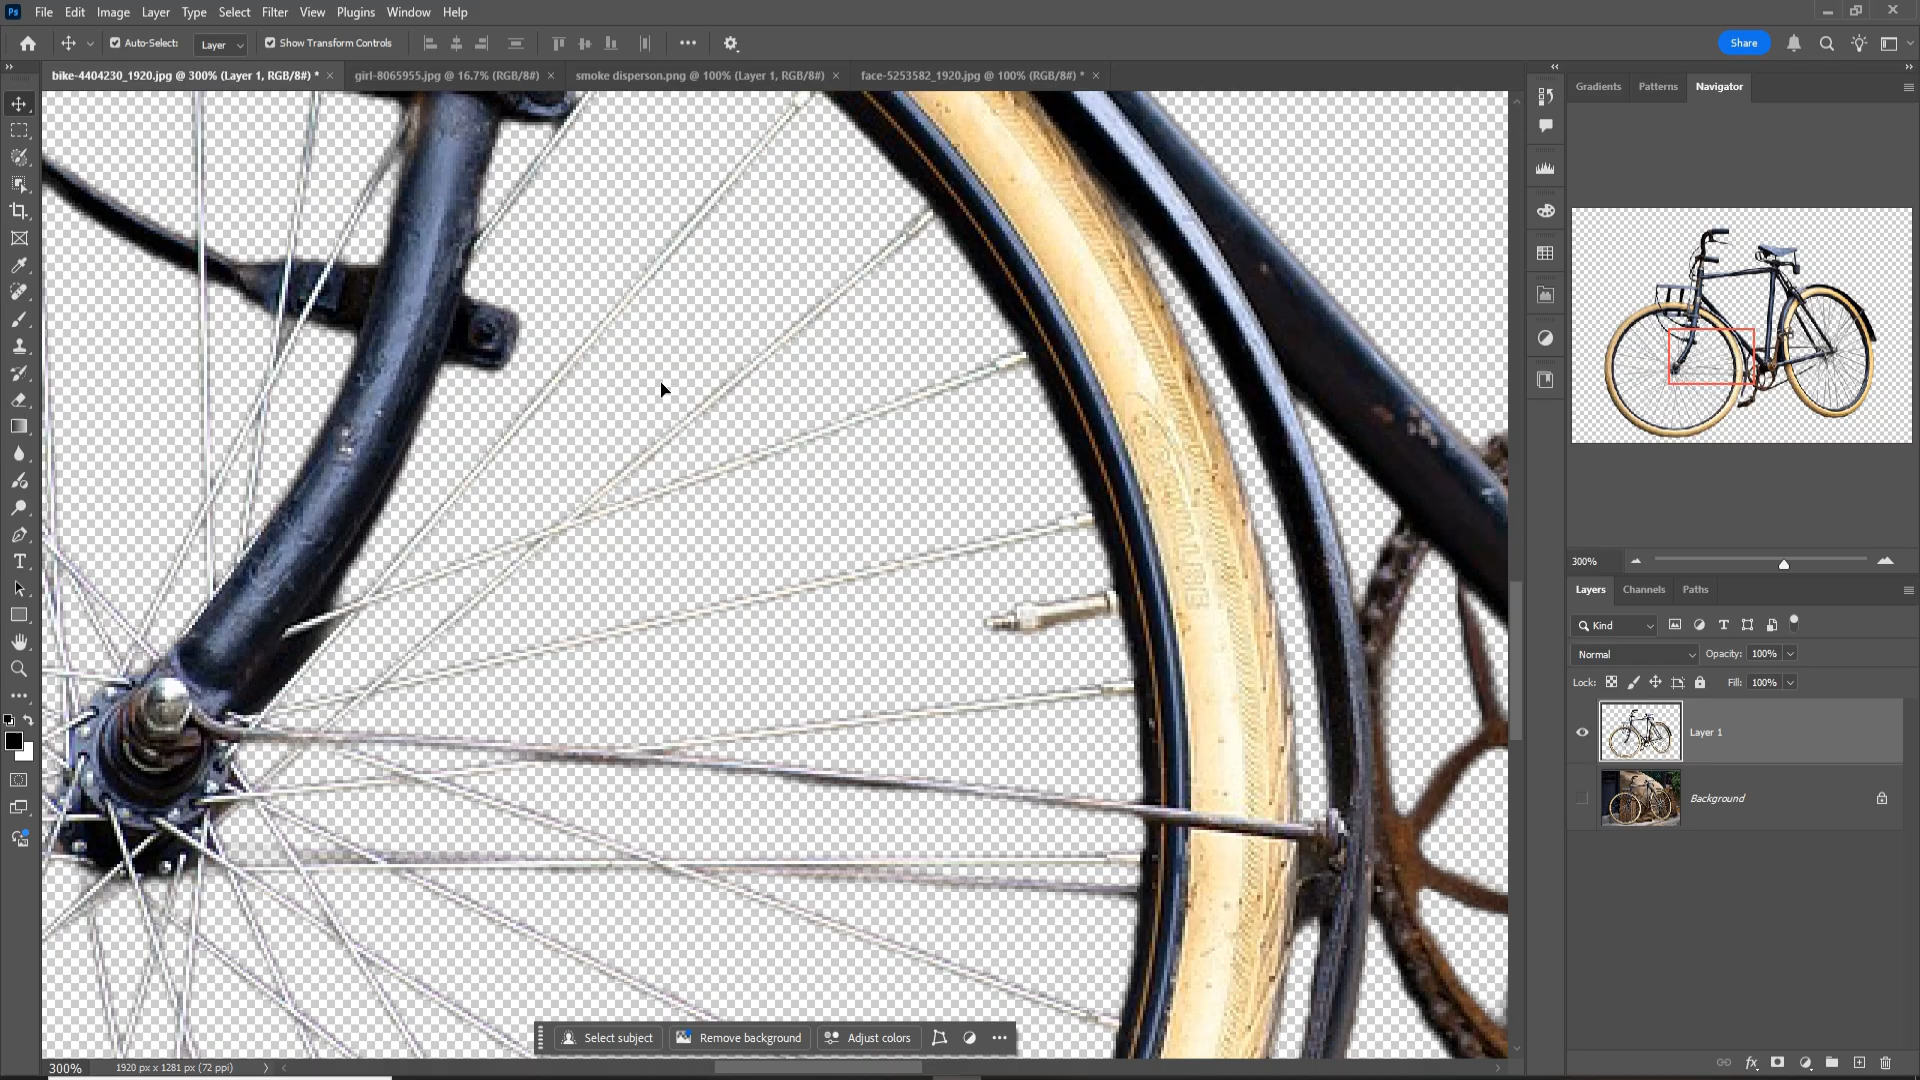 Ps File Edit Image Layer Type Select Filter View Plugins Window Help
Auto-Select: Layer Show Transform Controls Share
bike-4404230_1920.jpg @ 300% (Layer 1, RGB/8#) * girl-8065955.jpg @ 16.7% (RGB/8#) smoke disperson.png @ 100% (Layer 1, RGB/8#) face-5253582_1920.jpg @ 100% (RGB/8#) *
Gradients Patterns Navigator
300%
Layers Channels Paths
Kind
Normal Opacity: 100%
Lock: Fill: 100%
Layer 1
Background
Select subject Remove background Adjust colors
300% 1920 px x 1281 px (72 ppi)